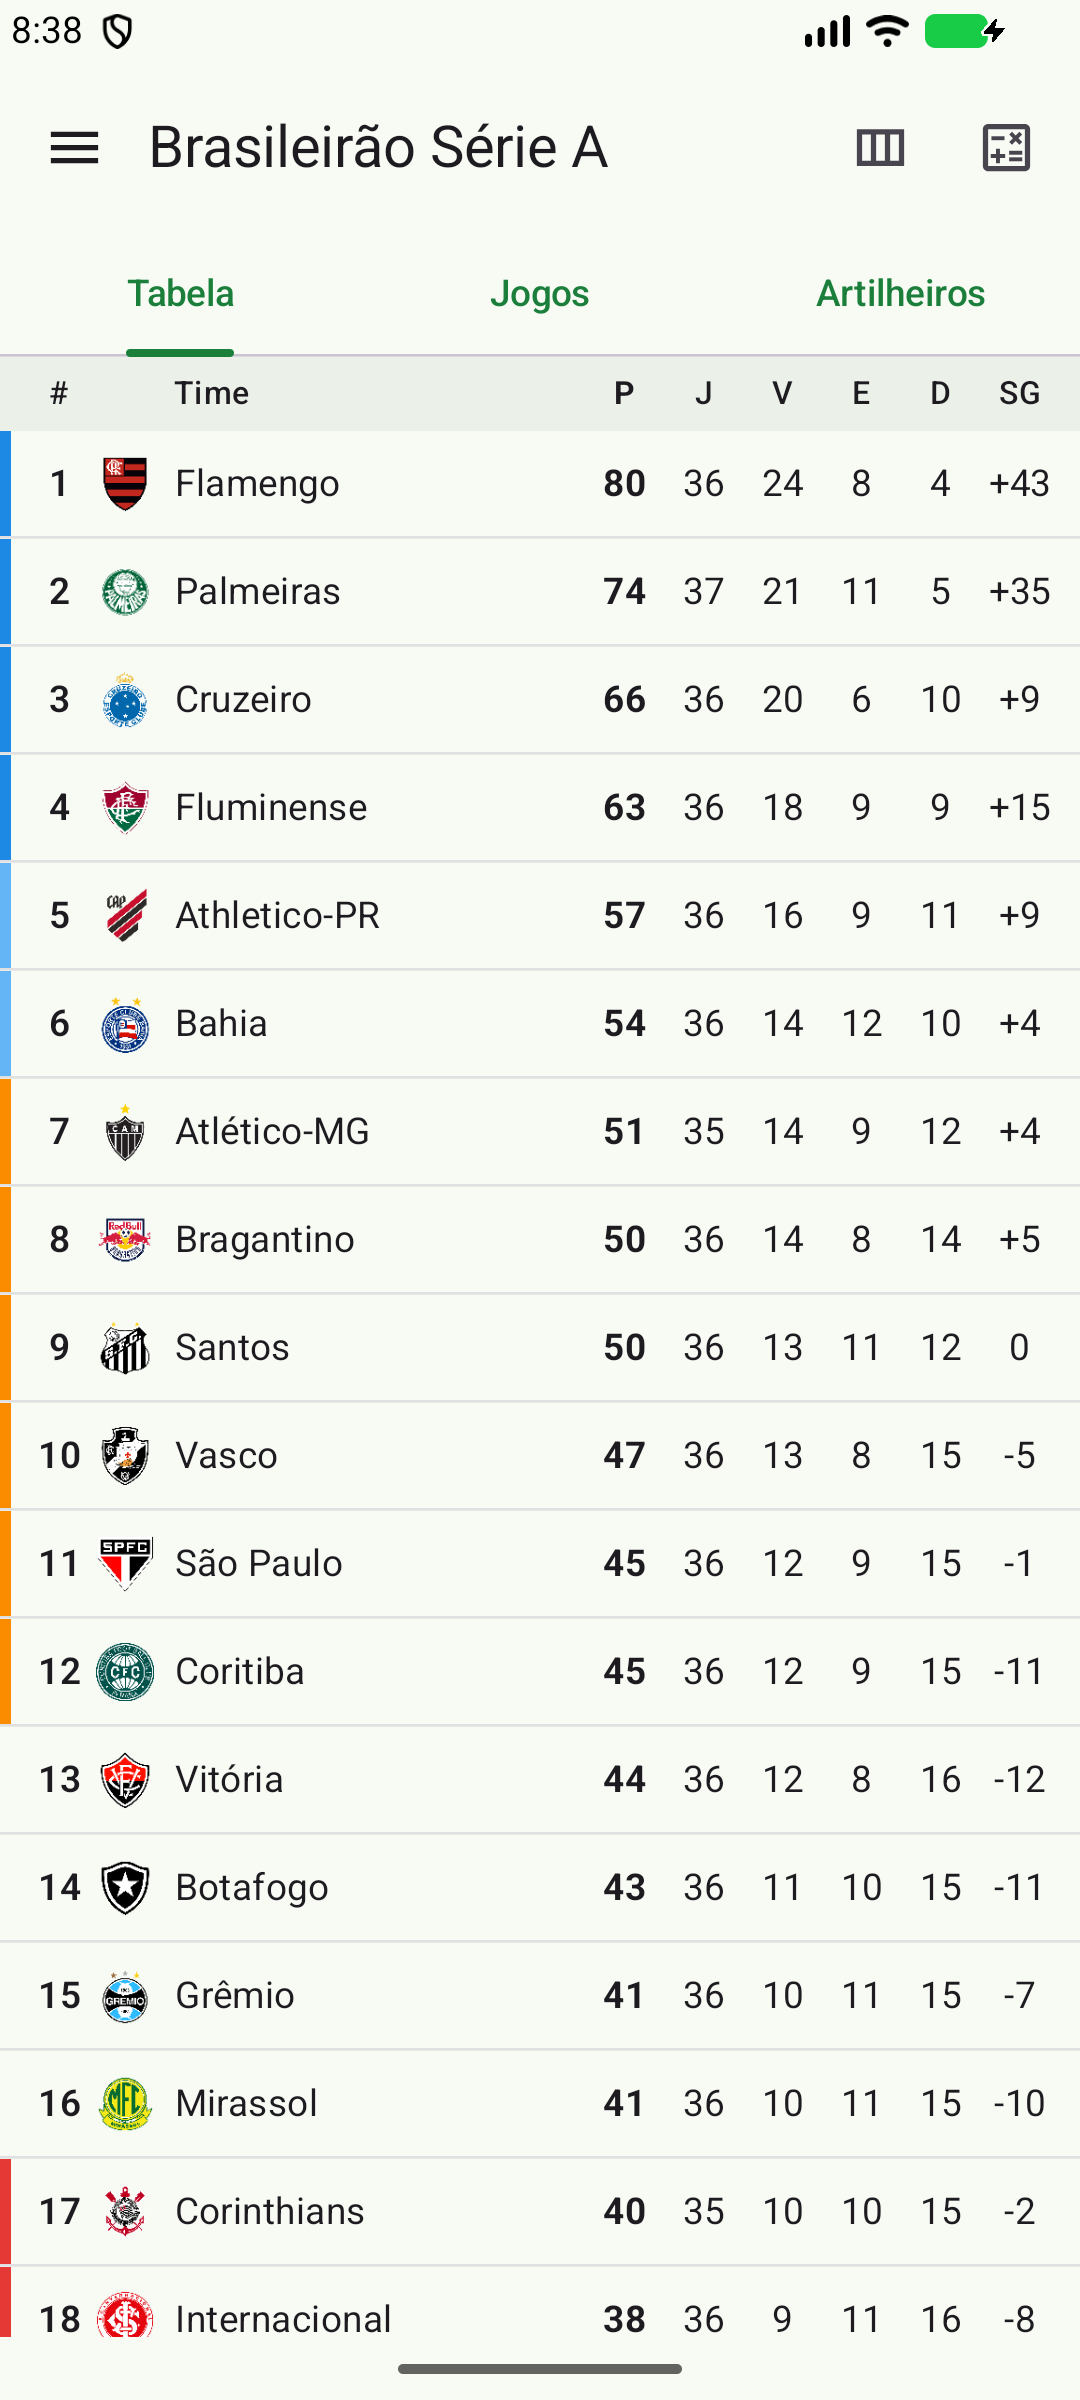 8:38
Brasileirão Série A
Tabela Jogos Artilheiros
# Time P J V E D SG
1 Flamengo 80 36 24 8 4 +43
2 Palmeiras 74 37 21 11 5 +35
3 Cruzeiro 66 36 20 6 10 +9
4 Fluminense 63 36 18 9 9 +15
5 Athletico-PR 57 36 16 9 11 +9
6 Bahia 54 36 14 12 10 +4
7 Atlético-MG 51 35 14 9 12 +4
8 Bragantino 50 36 14 8 14 +5
9 Santos 50 36 13 11 12 0
10 Vasco 47 36 13 8 15 -5
11 São Paulo 45 36 12 9 15 -1
12 Coritiba 45 36 12 9 15 -11
13 Vitória 44 36 12 8 16 -12
14 Botafogo 43 36 11 10 15 -11
15 Grêmio 41 36 10 11 15 -7
16 Mirassol 41 36 10 11 15 -10
17 Corinthians 40 35 10 10 15 -2
18 Internacional 38 36 9 11 16 -8